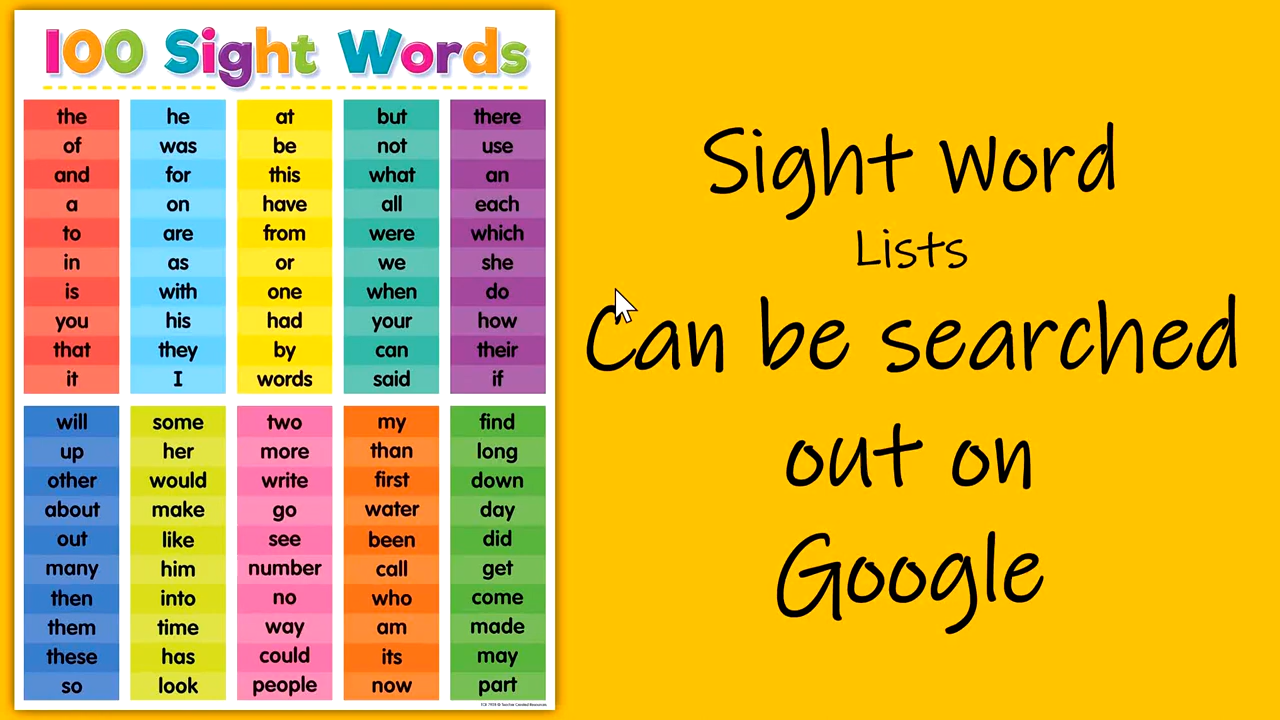 100 Sight Words
the he at but there
of was be not use
and for this what an
a on have all each
to are from were which
in as or we she
is with one when do
you his had your how
that they by can their
it I words said if
will some two my find
up her more than long
other would write first down
about make go water day
out like see been did
many him number call get
then into no who come
them time way am made
these has could its may
so look people now part
TCR 7928 © Teacher Created Resources
Sight Word
Lists
Can be searched
out on
Google